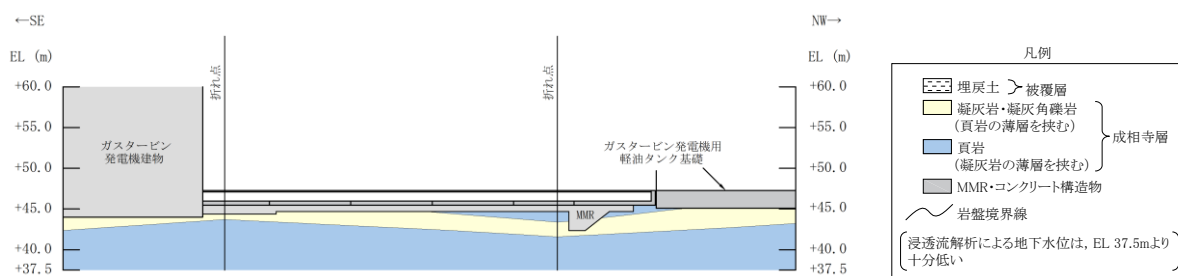 ←SE
NW→
EL (m)
EL (m)
+60.0
+60.0
+55.0
+55.0
+50.0
+50.0
+45.0
+45.0
+40.0
+40.0
+37.5
+37.5
折れ点
折れ点
ガスタービン
発電機建物
ガスタービン発電機用
軽油タンク基礎
MMR
凡例
埋戻土
被覆層
凝灰岩・凝灰角礫岩
(頁岩の薄層を挟む)
頁岩
(凝灰岩の薄層を挟む)
成相寺層
MMR・コンクリート構造物
岩盤境界線
浸透流解析による地下水位は，EL 37.5mより
十分低い